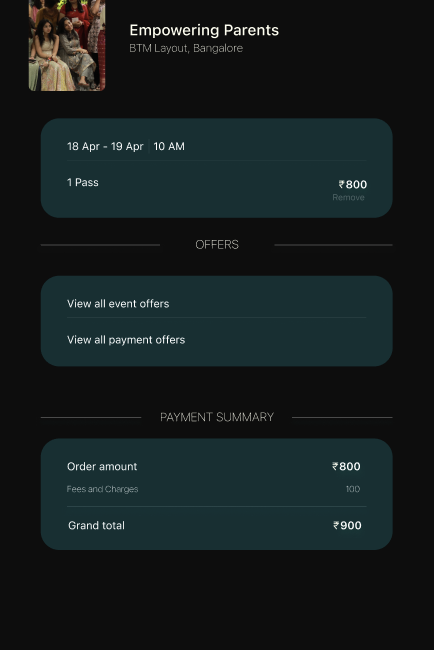 Empowering Parents
BTM Layout, Bangalore
18 Apr - 19 Apr | 10 AM
1 Pass ₹800
Remove
OFFERS
View all event offers
View all payment offers
PAYMENT SUMMARY
Order amount ₹800
Fees and Charges 100
Grand total ₹900